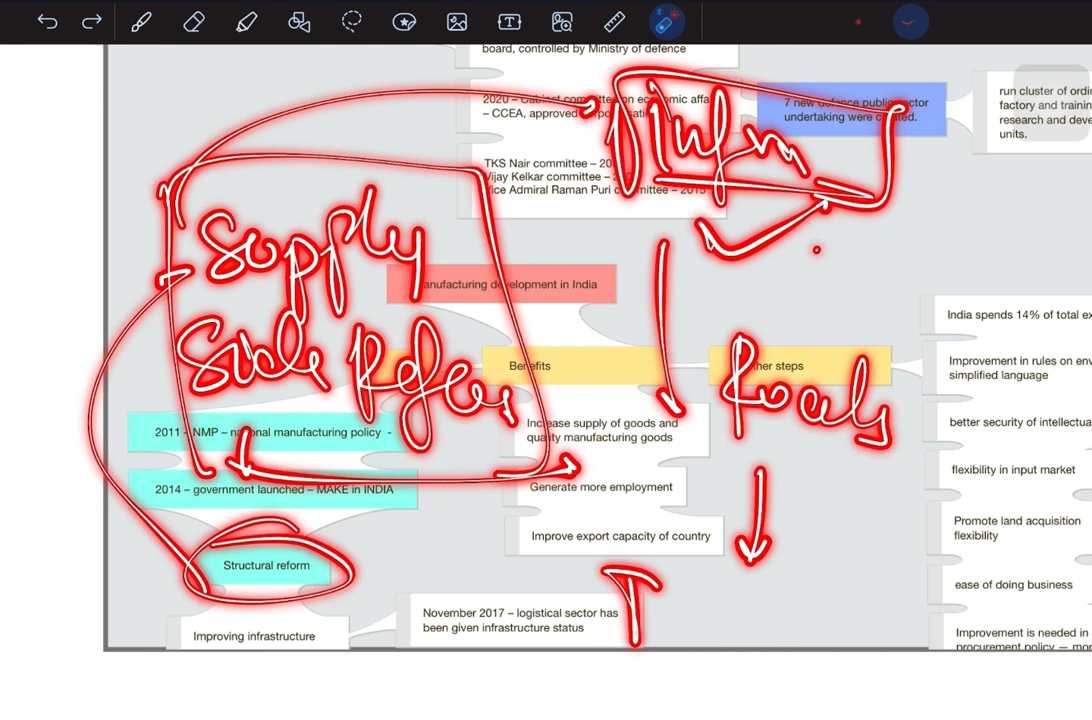 board, controlled by Ministry of defence
2020 – Cabinet committee on economic affa
– CCEA, approved
7 new defence public sector
undertaking were created.
run cluster of ordi
factory and training
research and deve
units.
TKS Nair committee – 20
Vijay Kelkar committee –
Vice Admiral Raman Puri committee – 2015
Supply
Side Reforms
Infra
Roads
anufacturing development in India
Benefits
her steps
2011 - NMP – national manufacturing policy -
2014 – government launched – MAKE in INDIA
Structural reform
Improving infrastructure
Increase supply of goods and
quality manufacturing goods
Generate more employment
Improve export capacity of country
November 2017 – logistical sector has
been given infrastructure status
India spends 14% of total ex
Improvement in rules on env
simplified language
better security of intellectua
flexibility in input market
Promote land acquisition
flexibility
ease of doing business
Improvement is needed in
procurement policy — mor